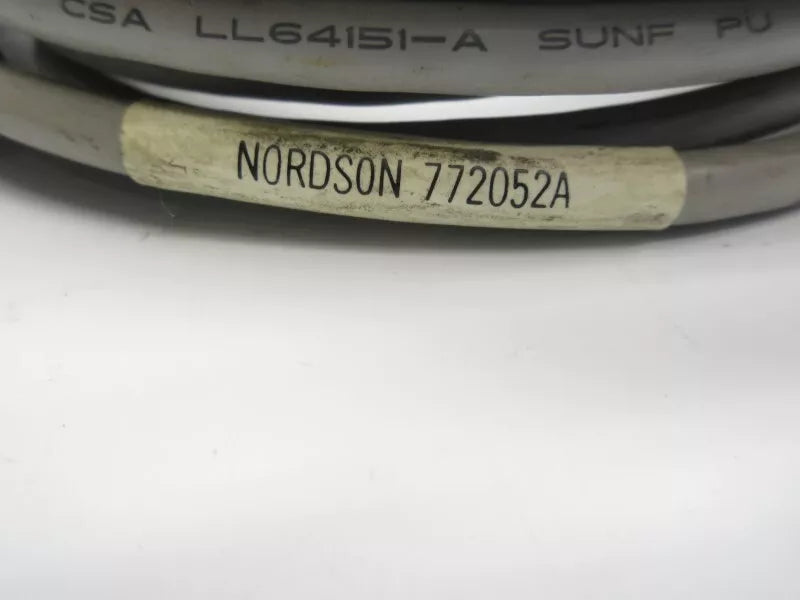 CSA LL64151-A SUNF PU
NORDSON 772052A